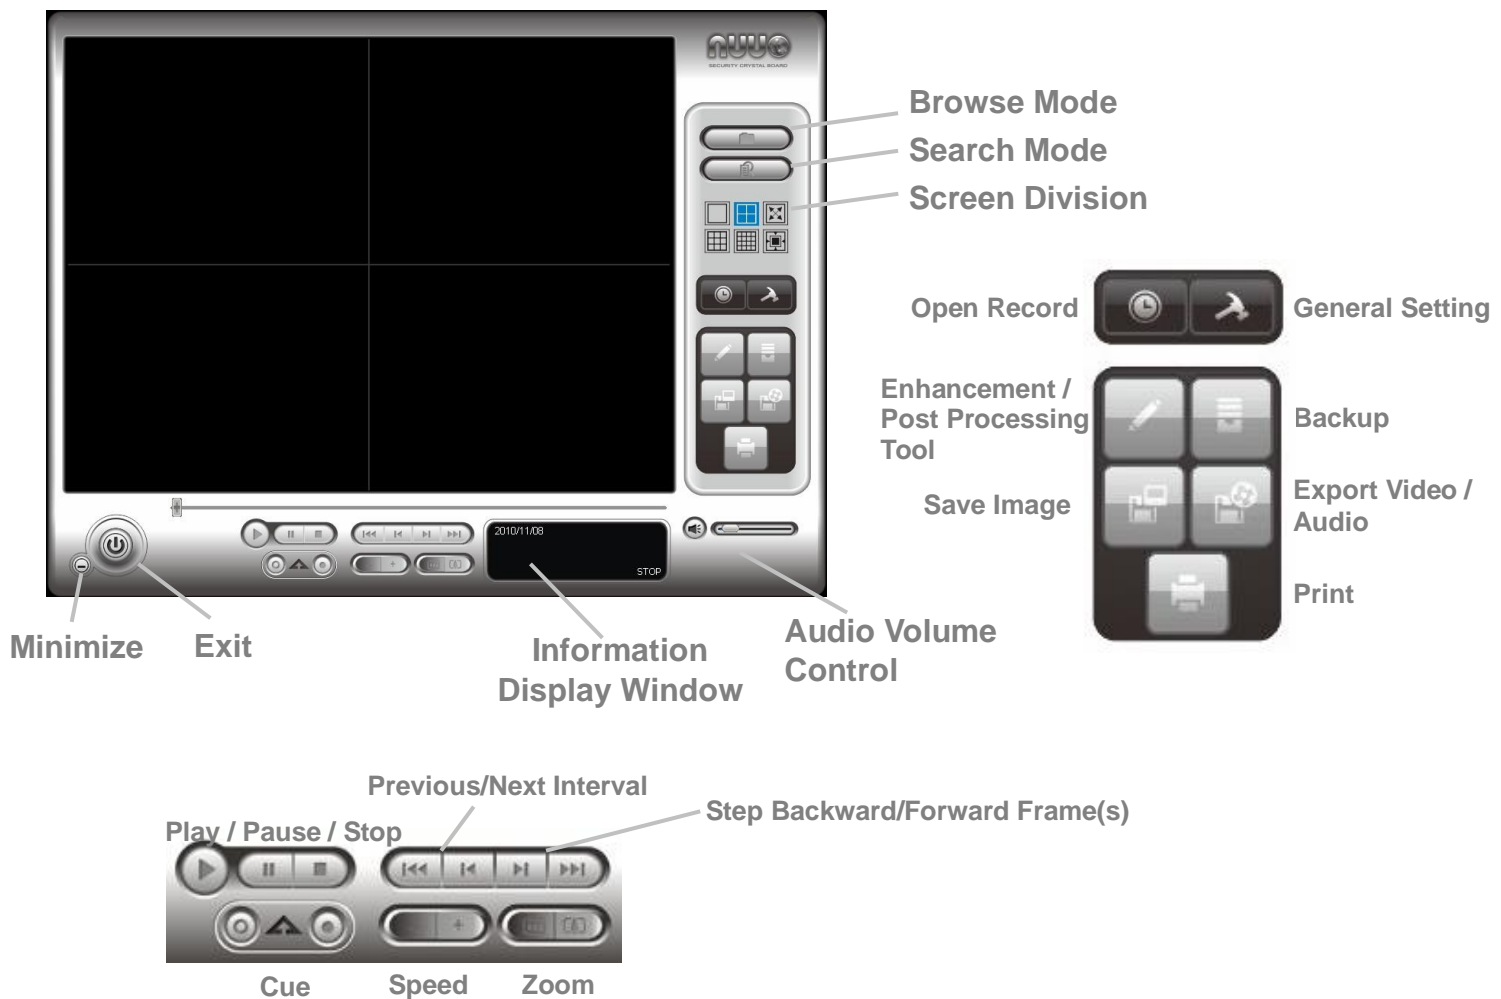 nuuo
SECURITY CRYSTAL BOARD
Browse Mode
Search Mode
Screen Division
Open Record
General Setting
Enhancement /
Post Processing
Tool
Backup
Save Image
Export Video /
Audio
Print
2010/11/08
STOP
Minimize
Exit
Information
Display Window
Audio Volume
Control
Previous/Next Interval
Step Backward/Forward Frame(s)
Play / Pause / Stop
Cue
Speed
Zoom